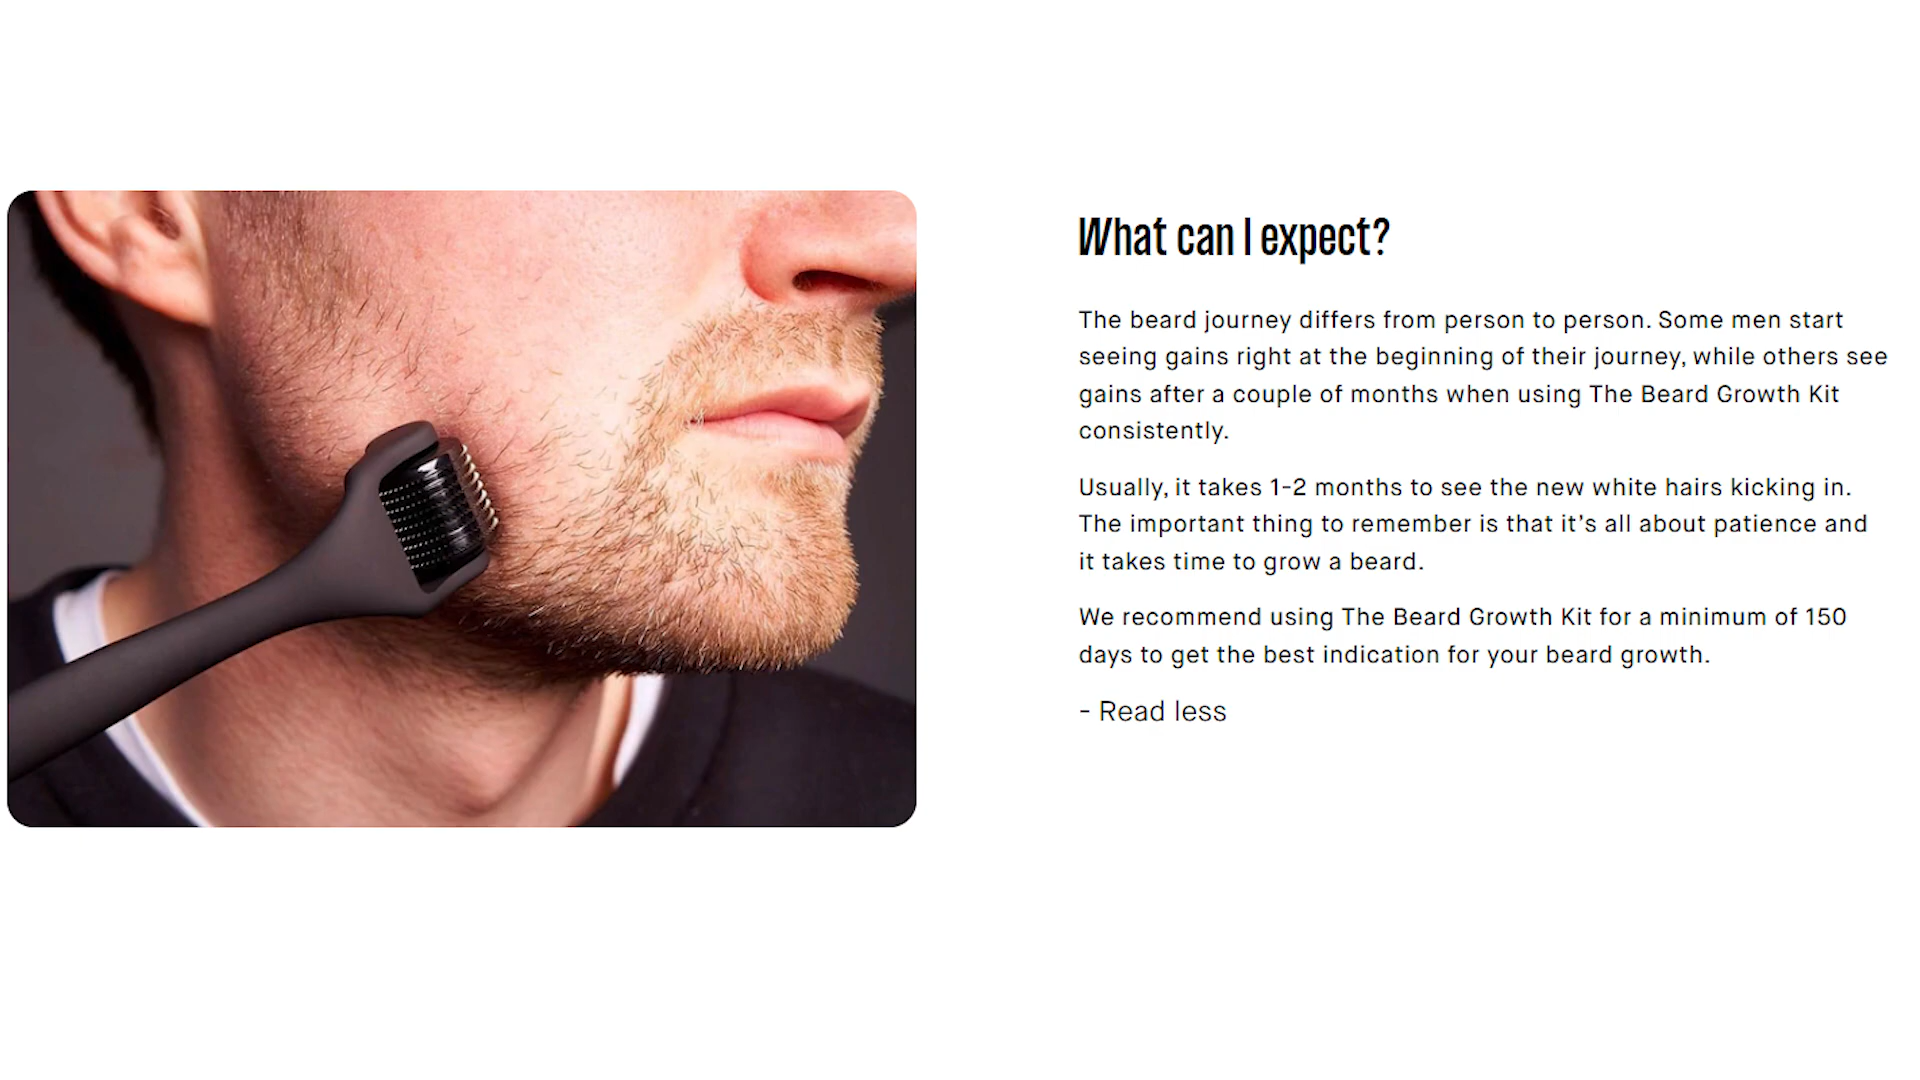 What can I expect?
The beard journey differs from person to person. Some men start
seeing gains right at the beginning of their journey, while others see
gains after a couple of months when using The Beard Growth Kit
consistently.
Usually, it takes 1-2 months to see the new white hairs kicking in.
The important thing to remember is that it's all about patience and
it takes time to grow a beard.
We recommend using The Beard Growth Kit for a minimum of 150
days to get the best indication for your beard growth.
- Read less